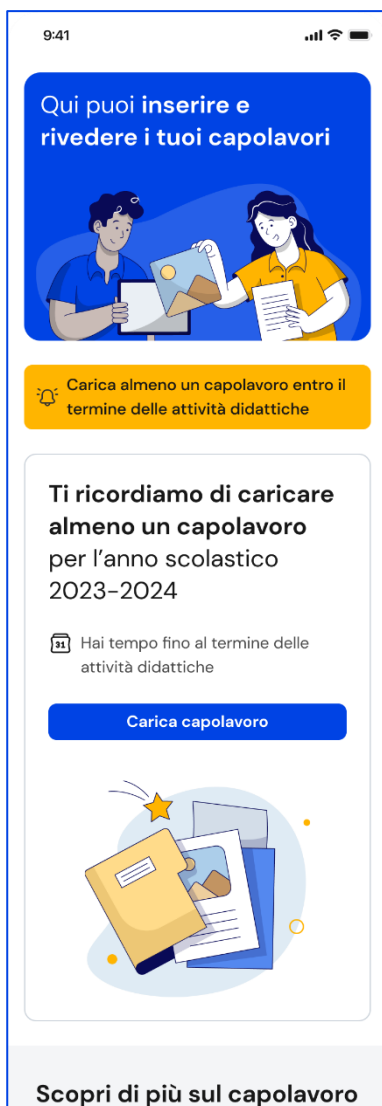 9:41
Qui puoi inserire e
rivedere i tuoi capolavori
Carica almeno un capolavoro entro il
termine delle attività didattiche
Ti ricordiamo di caricare
almeno un capolavoro
per l’anno scolastico
2023-2024
31
Hai tempo fino al termine delle
attività didattiche
Carica capolavoro
Scopri di più sul capolavoro